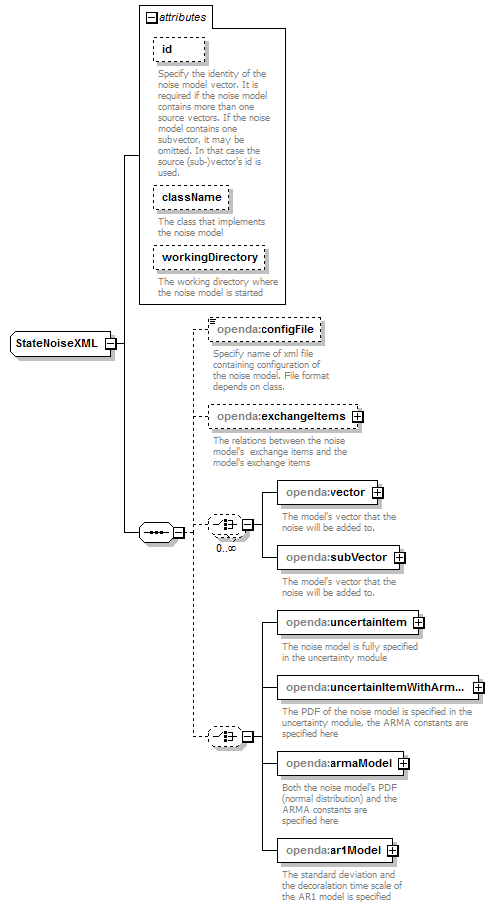 attributes
id
Specify the identity of the
noise model vector. It is
required if the noise model
contains more than one
source vectors. If the noise
model contains one
subvector, it may be
omitted. In that case the
source (sub-)vector's id is
used.
className
The class that implements
the noise model
workingDirectory
The working directory where
the noise model is started
StateNoiseXML
openda:configFile
Specify name of xml file
containing configuration of
the noise model. File format
depends on class.
openda:exchangeItems
The relations between the noise
model's exchange items and the
model's exchange items
0..∞
openda:vector
The model's vector that the
noise will be added to.
openda:subVector
The model's vector that the
noise will be added to.
openda:uncertainItem
The noise model is fully specified
in the uncertainty module
openda:uncertainItemWithArm...
The PDF of the noise model is specified in the
uncertainty module, the ARMA constants are
specified here
openda:armaModel
Both the noise model's PDF
(normal distribution) and the
ARMA constants are
specified here
openda:ar1Model
The standard deviation and
the decoralation time scale of
the AR1 model is specified